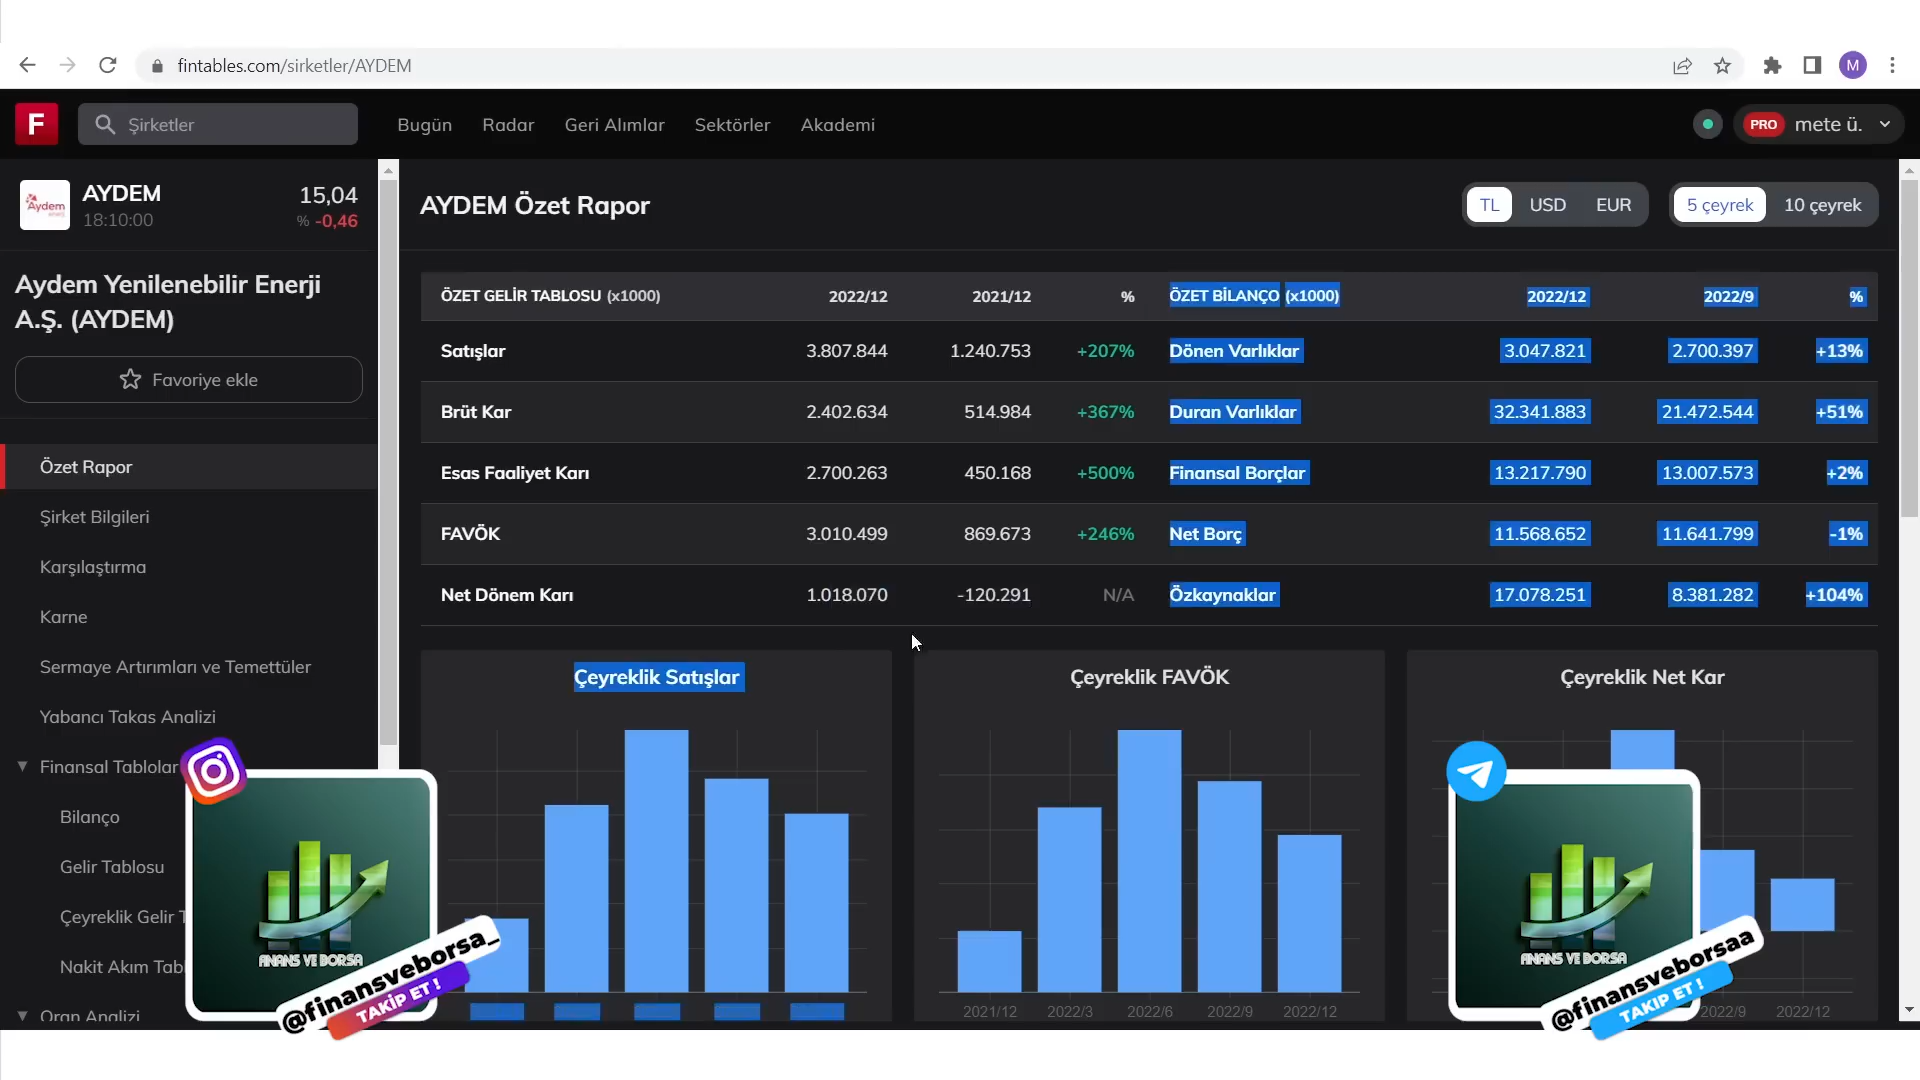 fintables.com/sirketler/AYDEM
M
F
Şirketler
Bugün
Radar
Geri Alımlar
Sektörler
Akademi
PRO
mete ü.
Aydem
AYDEM
18:10:00
15,04
% -0,46
Aydem Yenilenebilir Enerji
A.Ş. (AYDEM)
Favoriye ekle
Özet Rapor
Şirket Bilgileri
Karşılaştırma
Karne
Sermaye Artırımları ve Temettüler
Yabancı Takas Analizi
Finansal Tablolar
Bilanço
Gelir Tablosu
Çeyreklik Gelir T
Nakit Akım Tabl
Oran Analizi
AYDEM Özet Rapor
TL USD EUR
5 çeyrek 10 çeyrek
ÖZET GELİR TABLOSU (x1000) 2022/12 2021/12 % ÖZET BİLANÇO (x1000) 2022/12 2022/9 %
Satışlar 3.807.844 1.240.753 +207% Dönen Varlıklar 3.047.821 2.700.397 +13%
Brüt Kar 2.402.634 514.984 +367% Duran Varlıklar 32.341.883 21.472.544 +51%
Esas Faaliyet Karı 2.700.263 450.168 +500% Finansal Borçlar 13.217.790 13.007.573 +2%
FAVÖK 3.010.499 869.673 +246% Net Borç 11.568.652 11.641.799 -1%
Net Dönem Karı 1.018.070 -120.291 N/A Özkaynaklar 17.078.251 8.381.282 +104%
Çeyreklik Satışlar
Çeyreklik FAVÖK
2021/12 2022/3 2022/6 2022/9 2022/12
Çeyreklik Net Kar
2022/9 2022/12
FINANS VE BORSA
@finansveborsa_
TAKİP ET !
FINANS VE BORSA
@finansveborsaa
TAKIP ET !